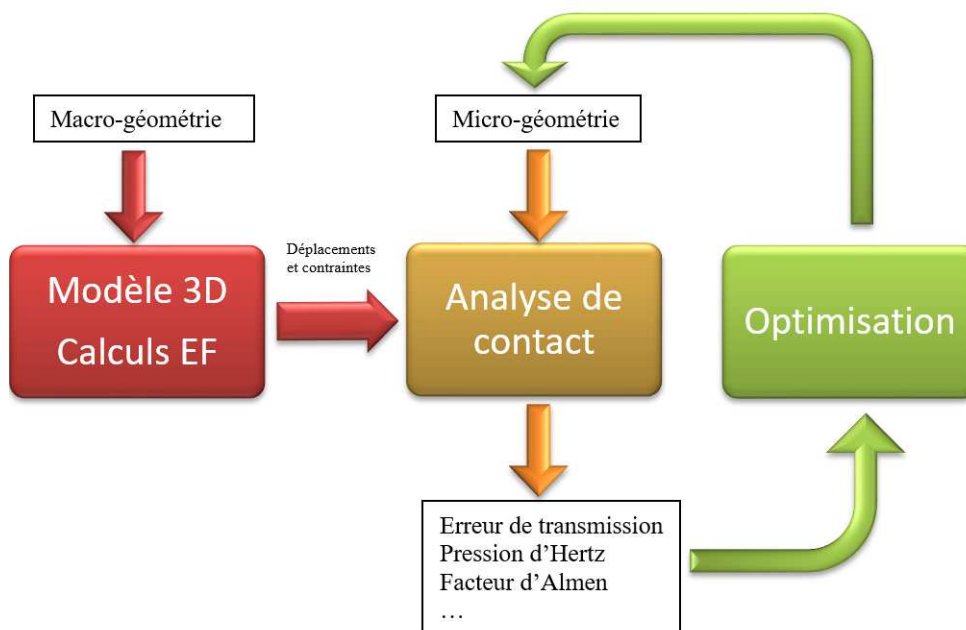 Macro-géométrie
Micro-géométrie
Modèle 3D
Calculs EF
Déplacements
et contraintes
Analyse de
contact
Optimisation
Erreur de transmission
Pression d’Hertz
Facteur d’Almen
…